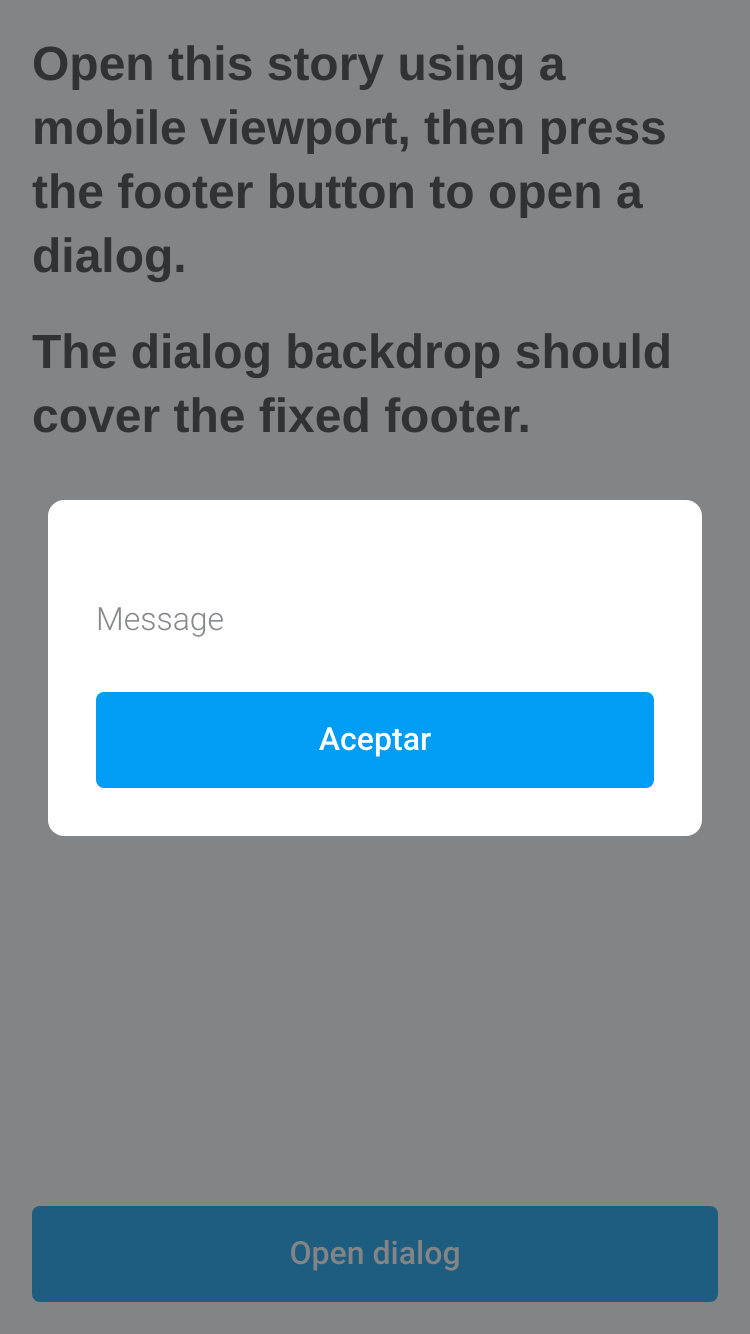 Open this story using a
mobile viewport, then press
the footer button to open a
dialog.
The dialog backdrop should
cover the fixed footer.
Message
Aceptar
Open dialog